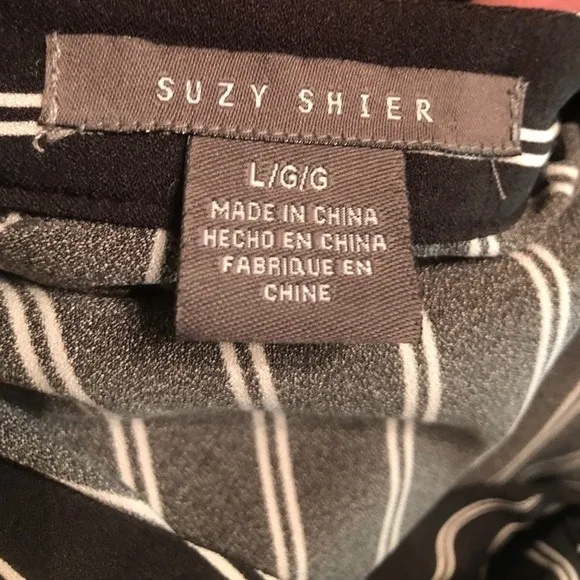 SUZY SHIER
L/G/G
MADE IN CHINA
HECHO EN CHINA
FABRIQUE EN
CHINE